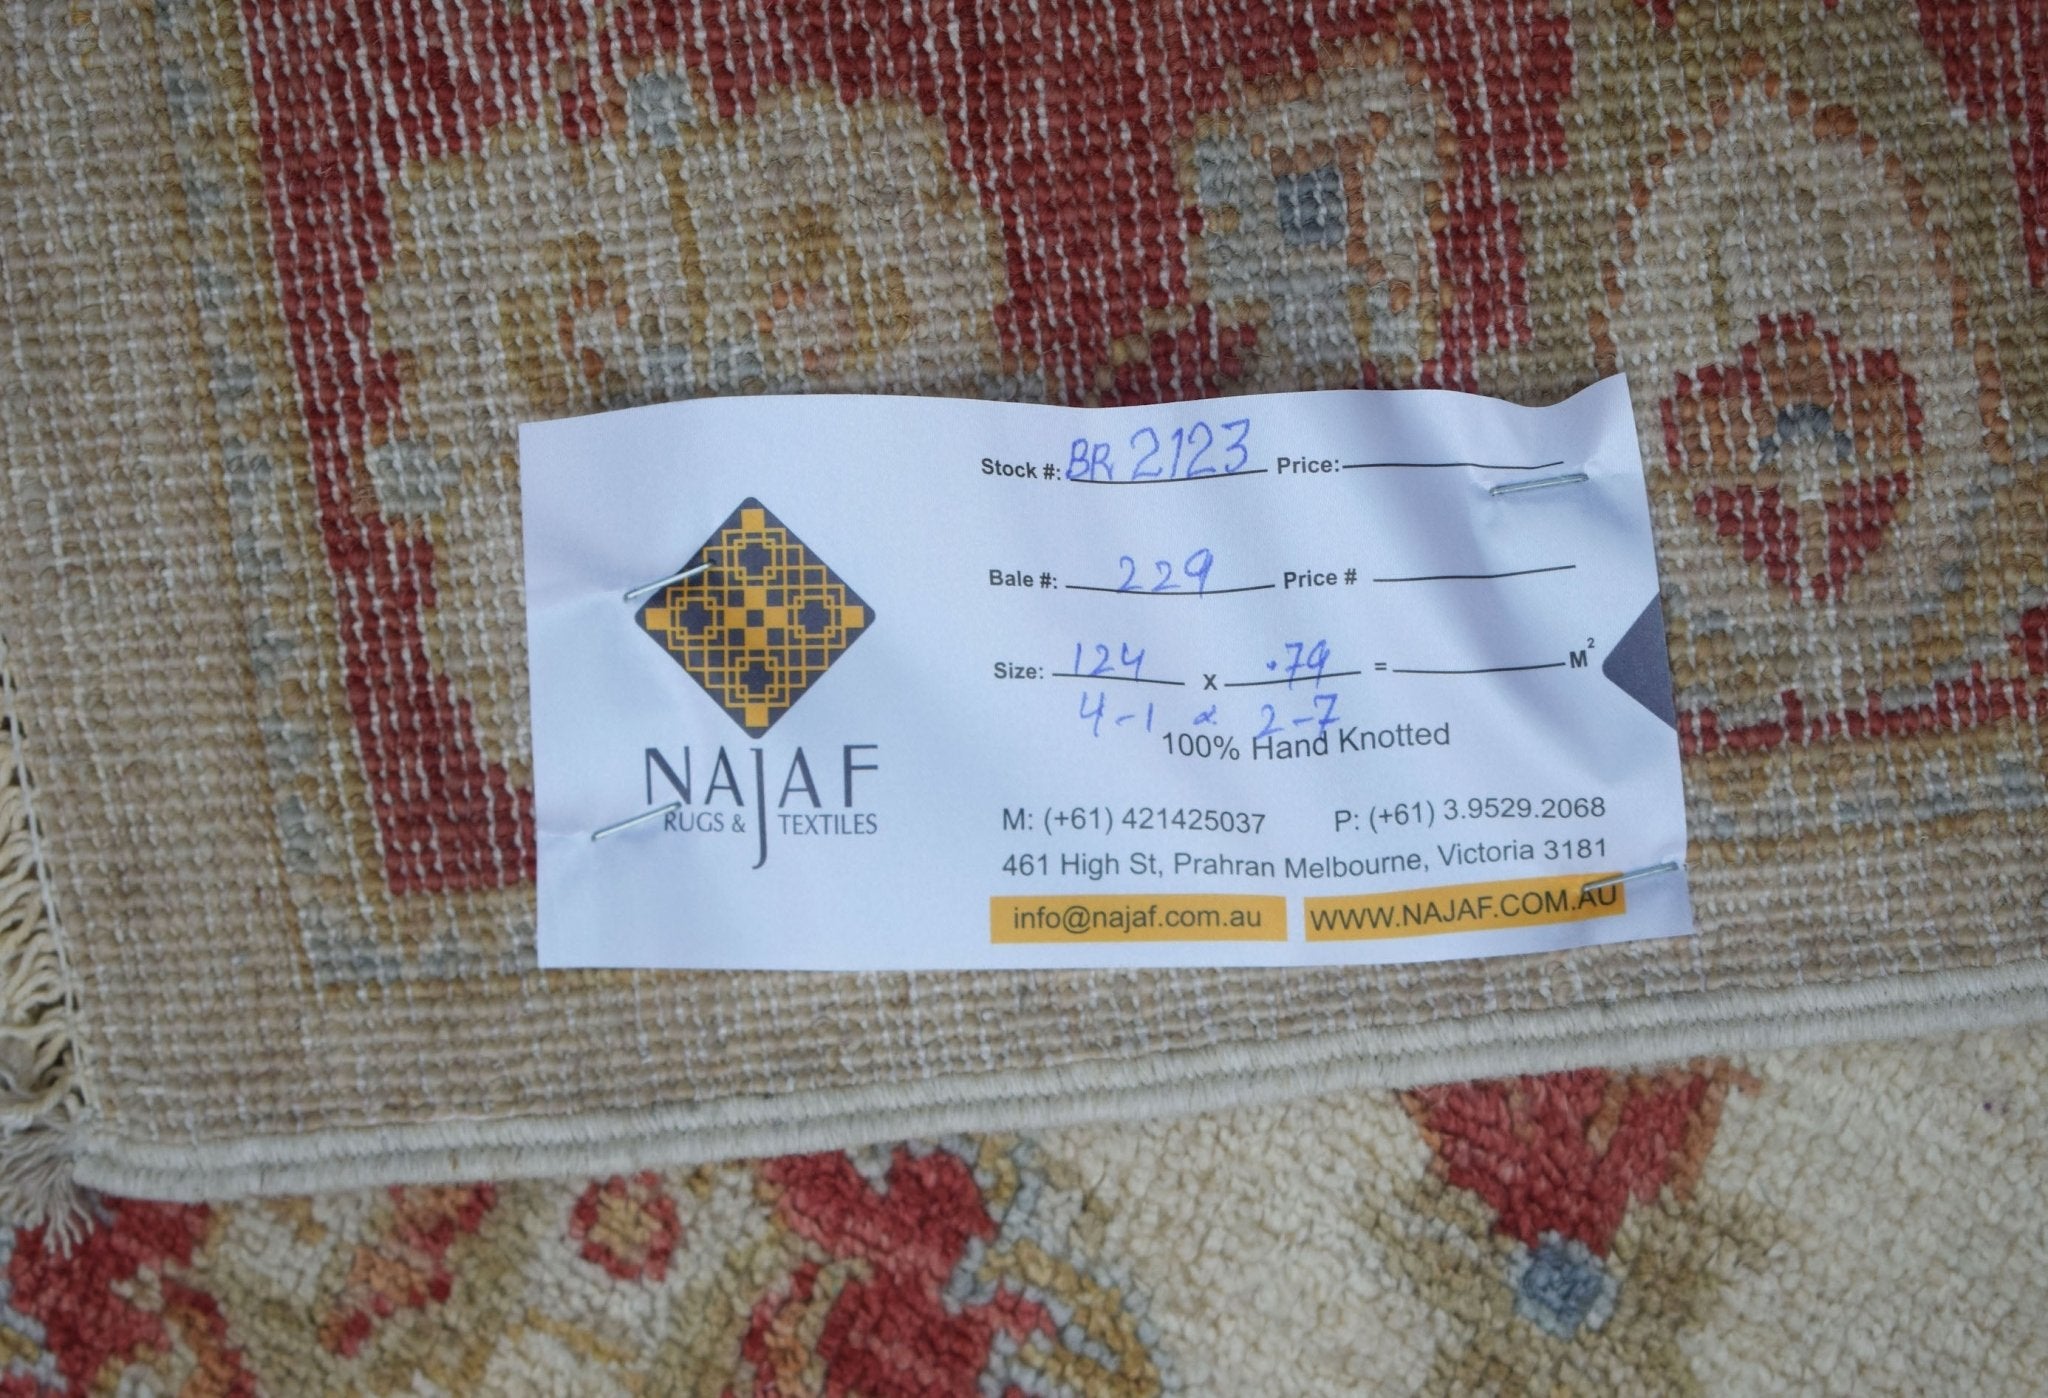 NAJAF
RUGS & TEXTILES
Stock #: BR 2123 Price:
Bale #: 229 Price #
Size: 124 X .79 = M²
4-1 x 2-7
100% Hand Knotted
M: (+61) 421425037 P: (+61) 3.9529.2068
461 High St, Prahran Melbourne, Victoria 3181
info@najaf.com.au WWW.NAJAF.COM.AU